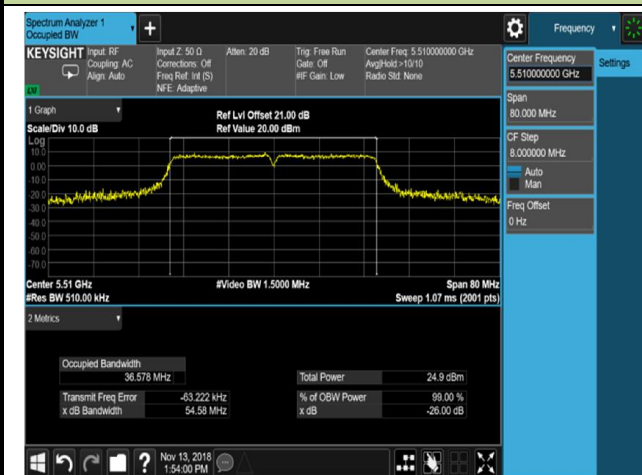 Spectrum Analyzer 1
Occupied BW
+
Frequency
KEYSIGHT
Input: RF
Coupling: AC
Align: Auto
Input Z: 50 Ω
Corrections: Off
Freq Ref: Int (S)
NFE: Adaptive
Atten: 20 dB
Trig: Free Run
Gate: Off
#IF Gain: Low
Center Freq: 5.510000000 GHz
Avg|Hold:>10/10
Radio Std: None
Center Frequency
5.510000000 GHz
Settings
Span
80.000 MHz
CF Step
8.000000 MHz
Auto
Man
Freq Offset
0 Hz
1 Graph
Scale/Div 10.0 dB
Ref Lvl Offset 21.00 dB
Ref Value 20.00 dBm
Log
10.0
0.00
-10.0
-20.0
-30.0
-40.0
-50.0
-60.0
-70.0
Center 5.51 GHz
#Video BW 1.5000 MHz
Span 80 MHz
#Res BW 510.00 kHz
Sweep 1.07 ms (2001 pts)
2 Metrics
Occupied Bandwidth
36.578 MHz
Total Power 24.9 dBm
Transmit Freq Error -63.222 kHz
% of OBW Power 99.00 %
x dB Bandwidth 54.58 MHz
x dB -26.00 dB
?
Nov 13, 2018
1:54:00 PM